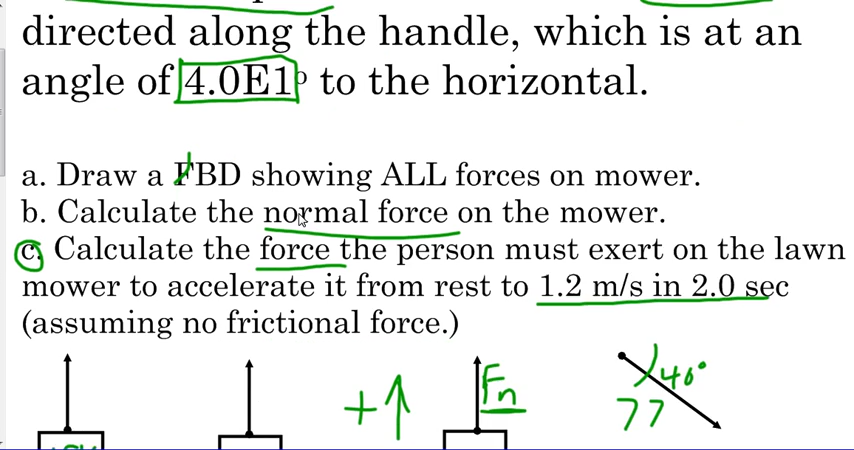 directed along the handle, which is at an
angle of 4.0E1° to the horizontal.
a. Draw a FBD showing ALL forces on mower.
b. Calculate the normal force on the mower.
c. Calculate the force the person must exert on the lawn
mower to accelerate it from rest to 1.2 m/s in 2.0 sec
(assuming no frictional force.)
+ Fn 77 40°